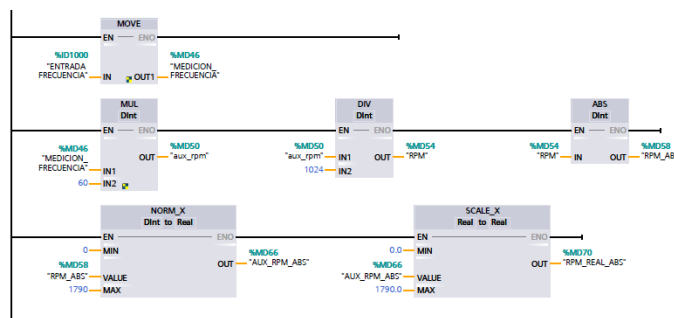 MOVE
EN ENO
%ID1000 %MD46
"ENTRADA "MEDICION_
FRECUENCIA" IN OUT1 FRECUENCIA"
MUL DIV ABS
DInt DInt DInt
EN ENO EN ENO EN ENO
%MD46 %MD50 %MD50 %MD54 %MD54 %MD58
"MEDICION_ OUT "aux_rpm" "aux_rpm" IN1 OUT "RPM" "RPM" IN OUT "RPM_AB
FRECUENCIA" IN1 1024 IN2
60 IN2
NORM_X SCALE_X
DInt to Real Real to Real
EN ENO EN ENO
0 MIN %MD66 0.0 MIN %MD70
%MD58 OUT "AUX_RPM_ABS" %MD66 OUT "RPM_REAL_ABS"
"RPM_ABS" VALUE "AUX_RPM_ABS" VALUE
1790 MAX 1790.0 MAX